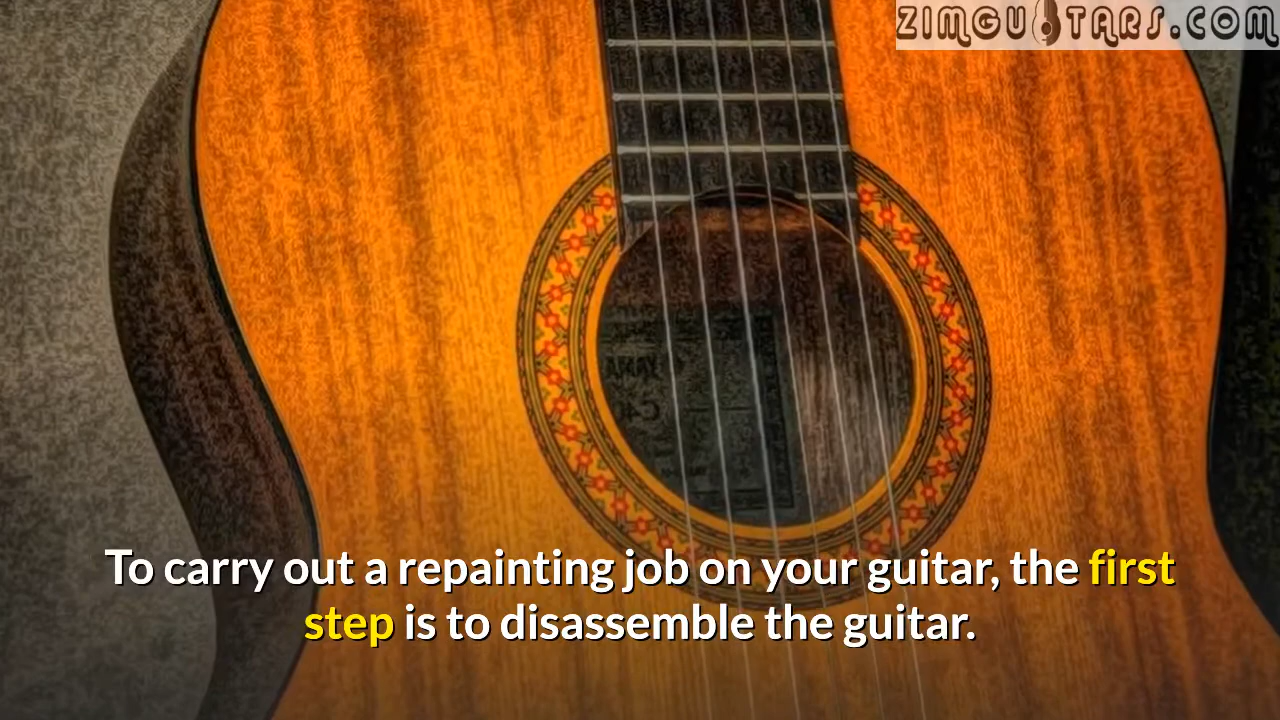 ZIMGUITARS.COM
To carry out a repainting job on your guitar, the first
step is to disassemble the guitar.